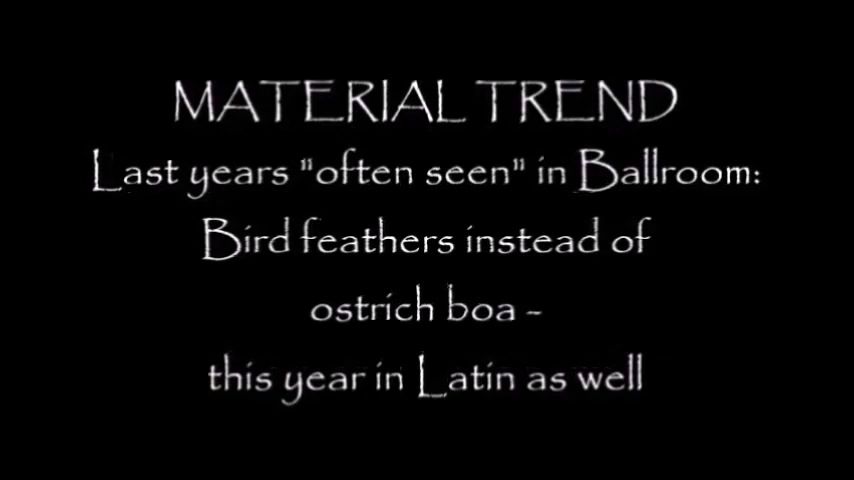 MATERIAL TREND
Last years "often seen" in Ballroom:
Bird feathers instead of
ostrich boa -
this year in Latin as well